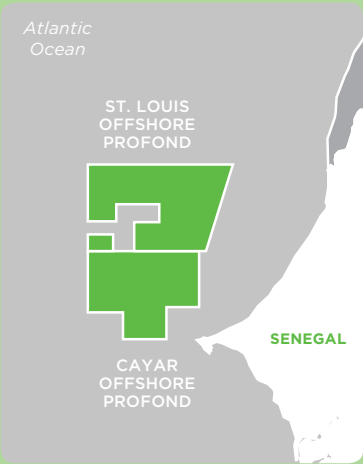 Atlantic
Ocean
ST. LOUIS
OFFSHORE
PROFOND
SENEGAL
CAYAR
OFFSHORE
PROFOND